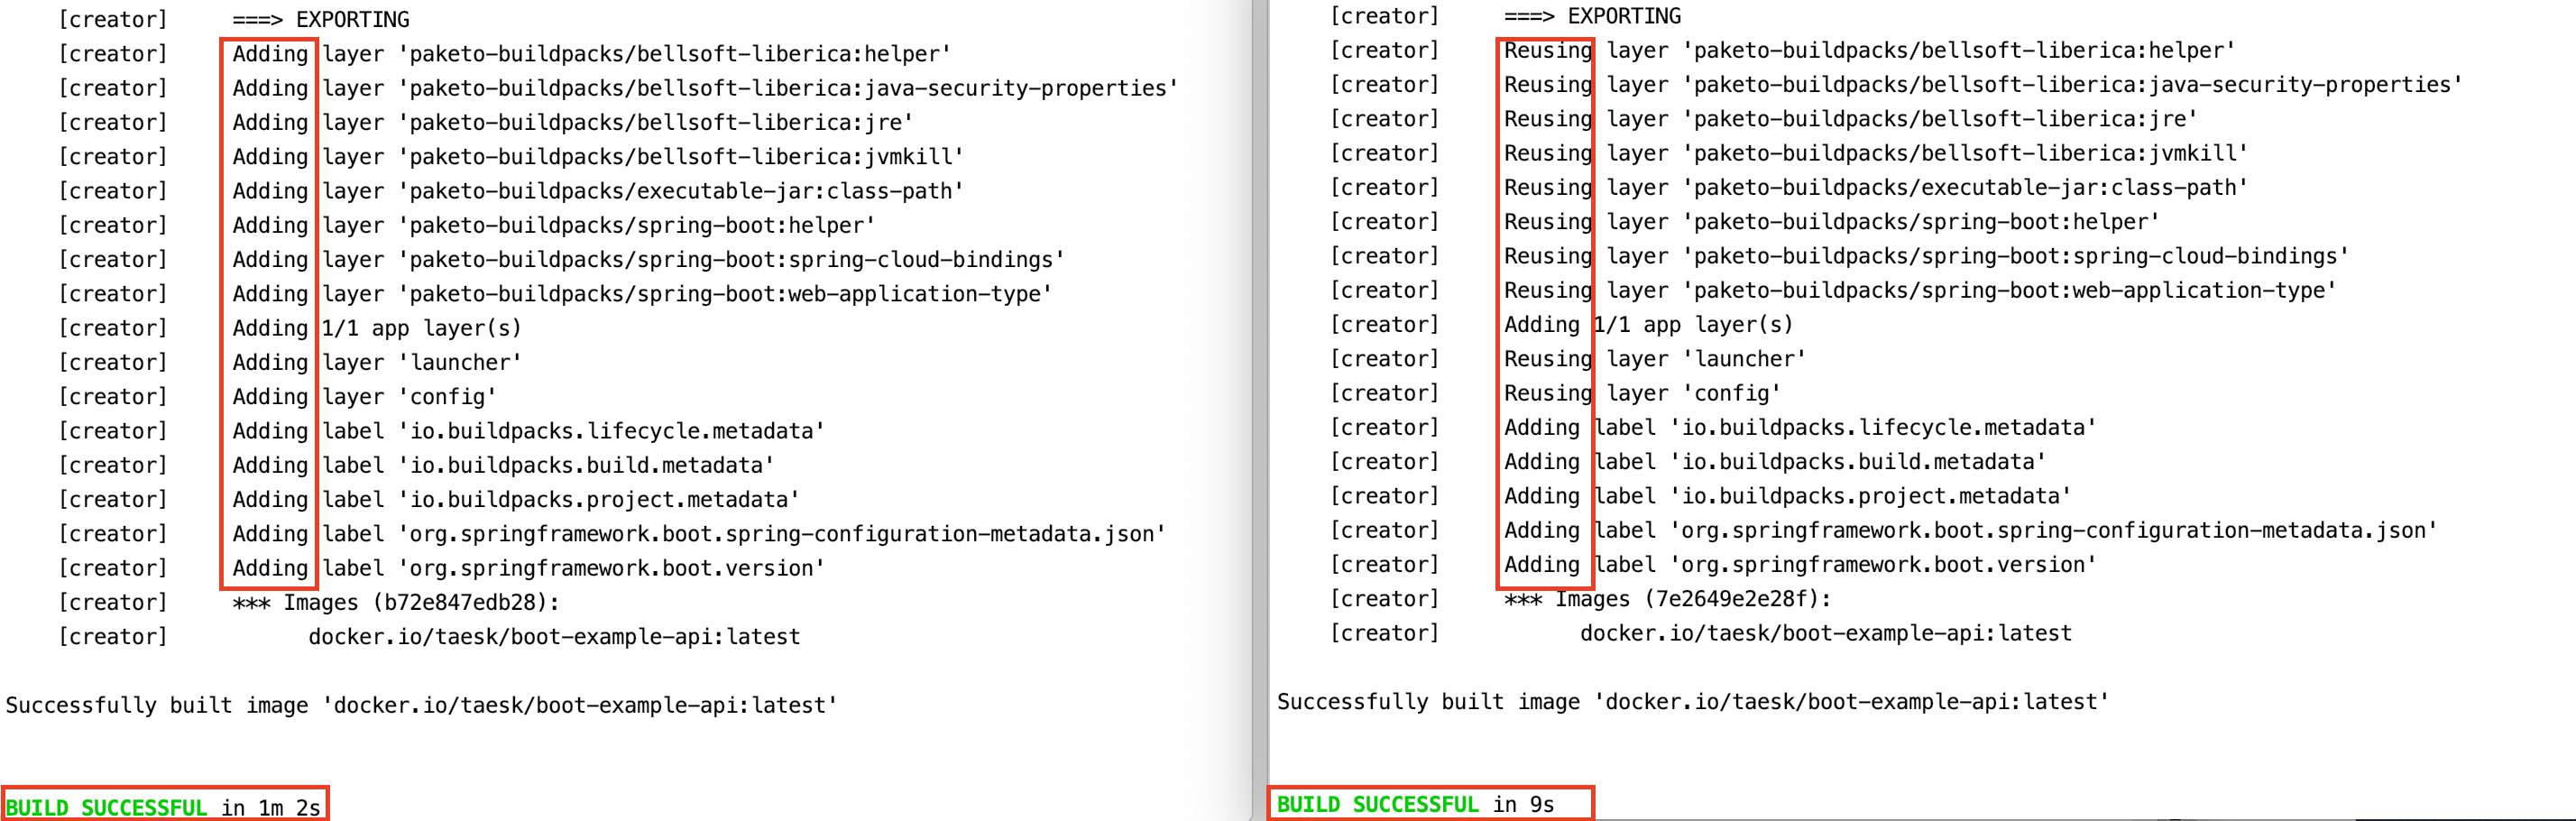 [creator]     ===> EXPORTING
[creator]     Adding layer 'paketo-buildpacks/bellsoft-liberica:helper'
[creator]     Adding layer 'paketo-buildpacks/bellsoft-liberica:java-security-properties'
[creator]     Adding layer 'paketo-buildpacks/bellsoft-liberica:jre'
[creator]     Adding layer 'paketo-buildpacks/bellsoft-liberica:jvmkill'
[creator]     Adding layer 'paketo-buildpacks/executable-jar:class-path'
[creator]     Adding layer 'paketo-buildpacks/spring-boot:helper'
[creator]     Adding layer 'paketo-buildpacks/spring-boot:spring-cloud-bindings'
[creator]     Adding layer 'paketo-buildpacks/spring-boot:web-application-type'
[creator]     Adding 1/1 app layer(s)
[creator]     Adding layer 'launcher'
[creator]     Adding layer 'config'
[creator]     Adding label 'io.buildpacks.lifecycle.metadata'
[creator]     Adding label 'io.buildpacks.build.metadata'
[creator]     Adding label 'io.buildpacks.project.metadata'
[creator]     Adding label 'org.springframework.boot.spring-configuration-metadata.json'
[creator]     Adding label 'org.springframework.boot.version'
[creator]     *** Images (b72e847edb28):
[creator]           docker.io/taesk/boot-example-api:latest
Successfully built image 'docker.io/taesk/boot-example-api:latest'
BUILD SUCCESSFUL in 1m 2s
[creator]     ===> EXPORTING
[creator]     Reusing layer 'paketo-buildpacks/bellsoft-liberica:helper'
[creator]     Reusing layer 'paketo-buildpacks/bellsoft-liberica:java-security-properties'
[creator]     Reusing layer 'paketo-buildpacks/bellsoft-liberica:jre'
[creator]     Reusing layer 'paketo-buildpacks/bellsoft-liberica:jvmkill'
[creator]     Reusing layer 'paketo-buildpacks/executable-jar:class-path'
[creator]     Reusing layer 'paketo-buildpacks/spring-boot:helper'
[creator]     Reusing layer 'paketo-buildpacks/spring-boot:spring-cloud-bindings'
[creator]     Reusing layer 'paketo-buildpacks/spring-boot:web-application-type'
[creator]     Adding 1/1 app layer(s)
[creator]     Reusing layer 'launcher'
[creator]     Reusing layer 'config'
[creator]     Adding label 'io.buildpacks.lifecycle.metadata'
[creator]     Adding label 'io.buildpacks.build.metadata'
[creator]     Adding label 'io.buildpacks.project.metadata'
[creator]     Adding label 'org.springframework.boot.spring-configuration-metadata.json'
[creator]     Adding label 'org.springframework.boot.version'
[creator]     *** Images (7e2649e2e28f):
[creator]           docker.io/taesk/boot-example-api:latest
Successfully built image 'docker.io/taesk/boot-example-api:latest'
BUILD SUCCESSFUL in 9s